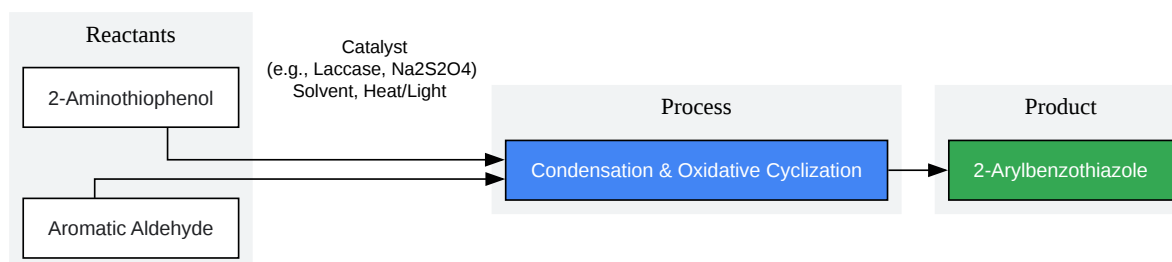 Reactants
2-Aminothiophenol
Aromatic Aldehyde
Catalyst
(e.g., Laccase, Na2S2O4)
Solvent, Heat/Light
Process
Condensation & Oxidative Cyclization
Product
2-Arylbenzothiazole